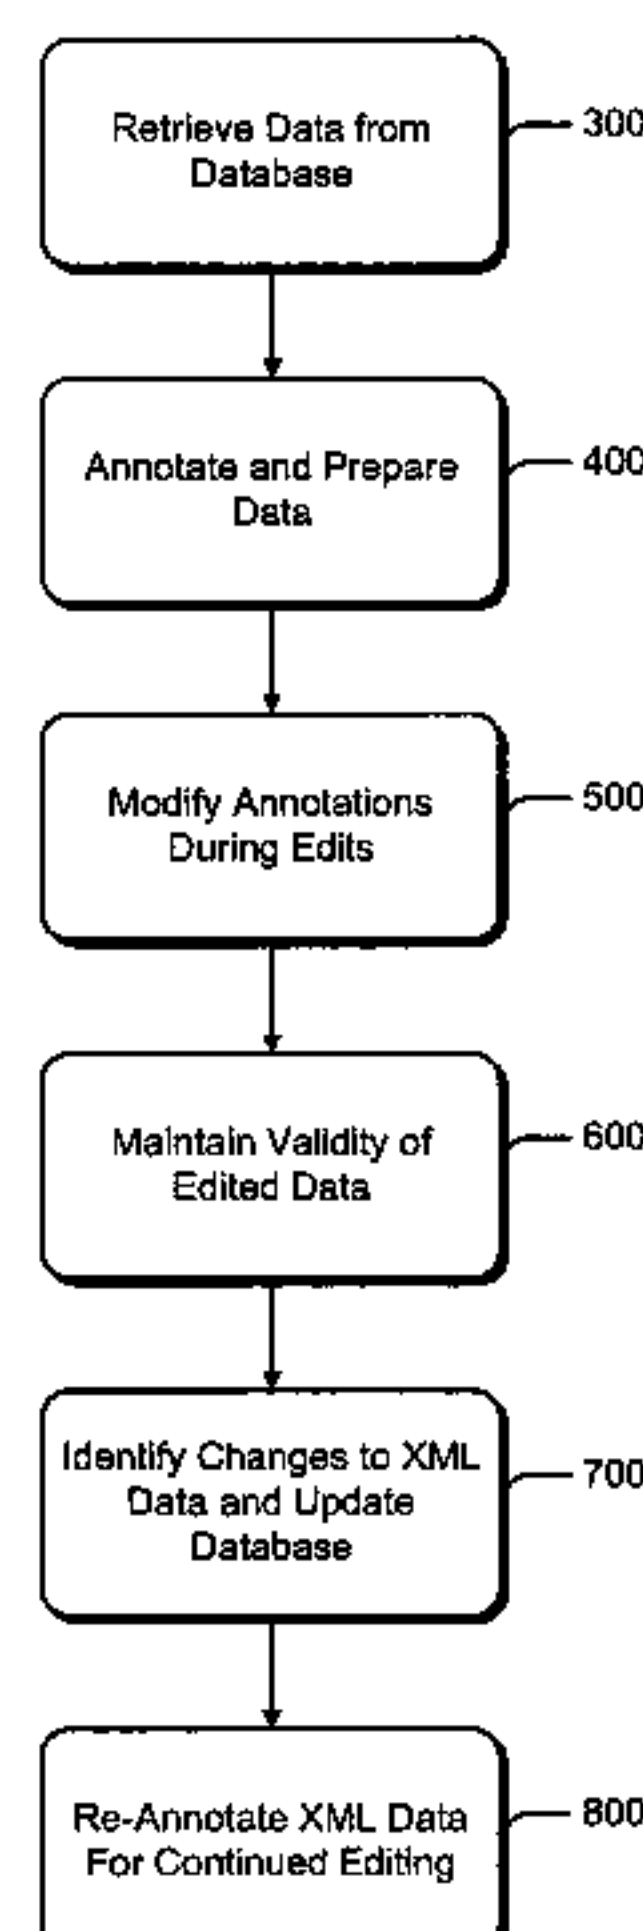 Retrieve Data from
Database
300
Annotate and Prepare
Data
400
Modify Annotations
During Edits
500
Maintain Validity of
Edited Data
600
Identify Changes to XML
Data and Update
Database
700
Re-Annotate XML Data
For Continued Editing
800